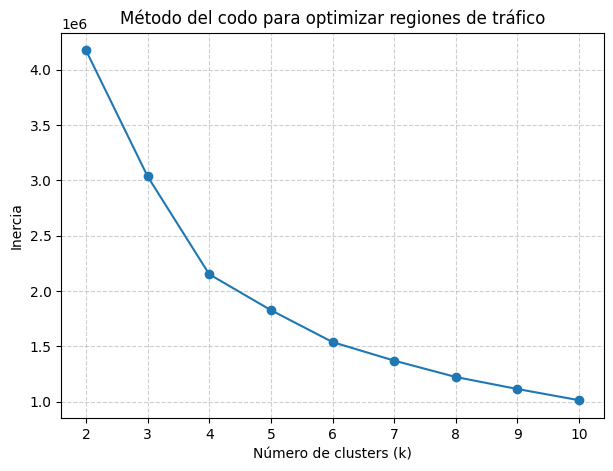 Método del codo para optimizar regiones de tráfico
1e6
4.0
3.5
3.0
2.5
2.0
1.5
1.0
Inercia
2 3 4 5 6 7 8 9 10
Número de clusters (k)